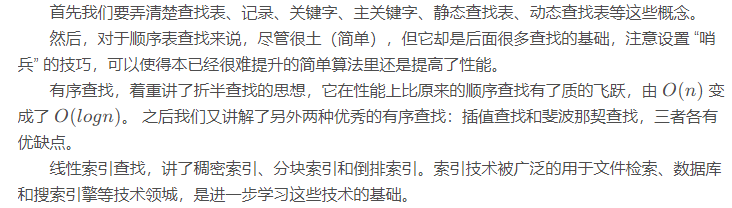 首先我们要弄清楚查找表、记录、关键字、主关键字、静态查找表、动态查找表等这些概念。
然后，对于顺序表查找来说，尽管很土（简单），但它却是后面很多查找的基础，注意设置 “哨
兵” 的技巧，可以使得本已经很难提升的简单算法里还是提高了性能。
有序查找，着重讲了折半查找的思想，它在性能上比原来的顺序查找有了质的飞跃，由 O(n) 变
成了 O(logn)。 之后我们又讲解了另外两种优秀的有序查找：插值查找和斐波那契查找，三者各有
优缺点。
线性索引查找，讲了稠密索引、分块索引和倒排索引。索引技术被广泛的用于文件检索、数据库
和搜索引擎等技术领城，是进一步学习这些技术的基础。